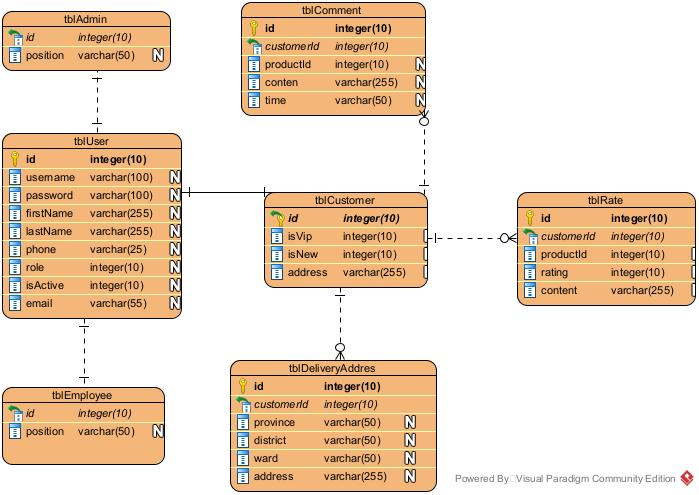 tblAdmin
id integer(10)
position varchar(50) N
tblComment
id integer(10)
customerId integer(10)
productId integer(10) N
conten varchar(255) N
time varchar(50) N
tblUser
id integer(10)
username varchar(100) N
password varchar(100) N
firstName varchar(255) N
lastName varchar(255) N
phone varchar(25) N
role integer(10) N
isActive integer(10) N
email varchar(55) N
tblCustomer
id integer(10)
isVip integer(10)
isNew integer(10)
address varchar(255)
tblRate
id integer(10)
customerId integer(10)
productId integer(10)
rating integer(10)
content varchar(255)
tblEmployee
id integer(10)
position varchar(50) N
tblDeliveryAddres
id integer(10)
customerId integer(10)
province varchar(50) N
district varchar(50) N
ward varchar(50) N
address varchar(255) N
Powered By Visual Paradigm Community Edition